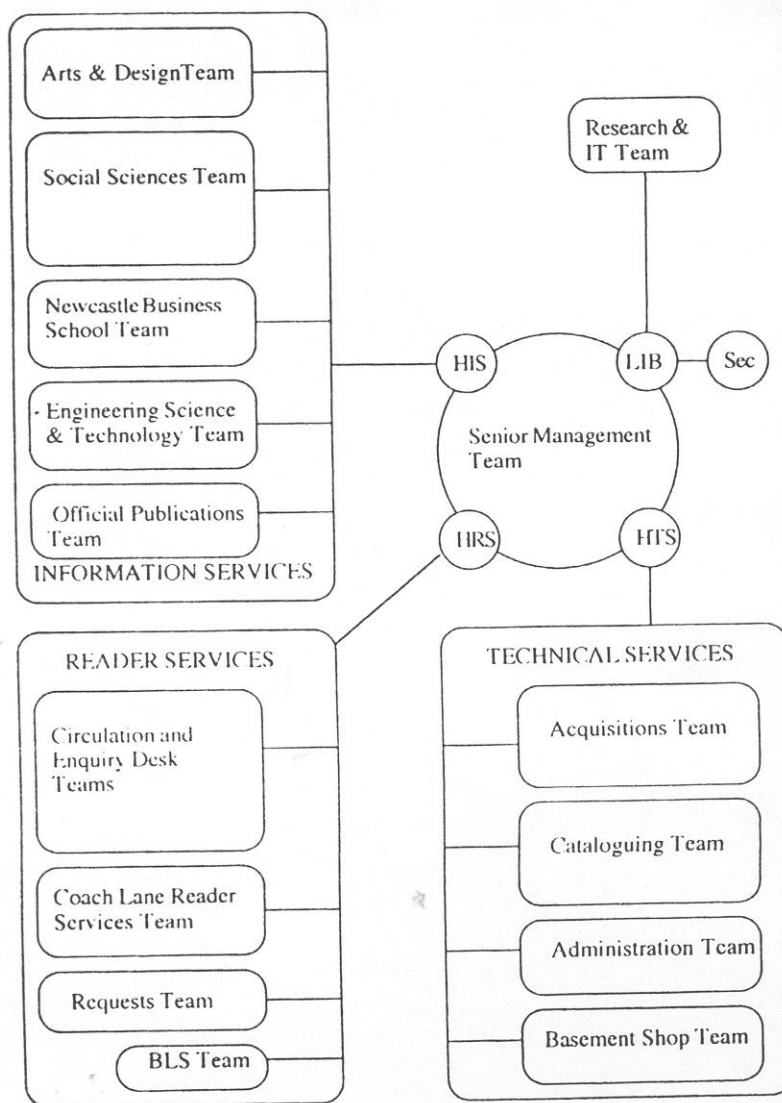 Arts & DesignTeam
Social Sciences Team
Newcastle Business
School Team
- Engineering Science
& Technology Team
Official Publications
Team
INFORMATION SERVICES
Research &
IT Team
HIS
LIB
Sec
Senior Management
Team
HRS
HTS
READER SERVICES
Circulation and
Enquiry Desk
Teams
Coach Lane Reader
Services Team
Requests Team
BLS Team
TECHNICAL SERVICES
Acquisitions Team
Cataloguing Team
Administration Team
Basement Shop Team